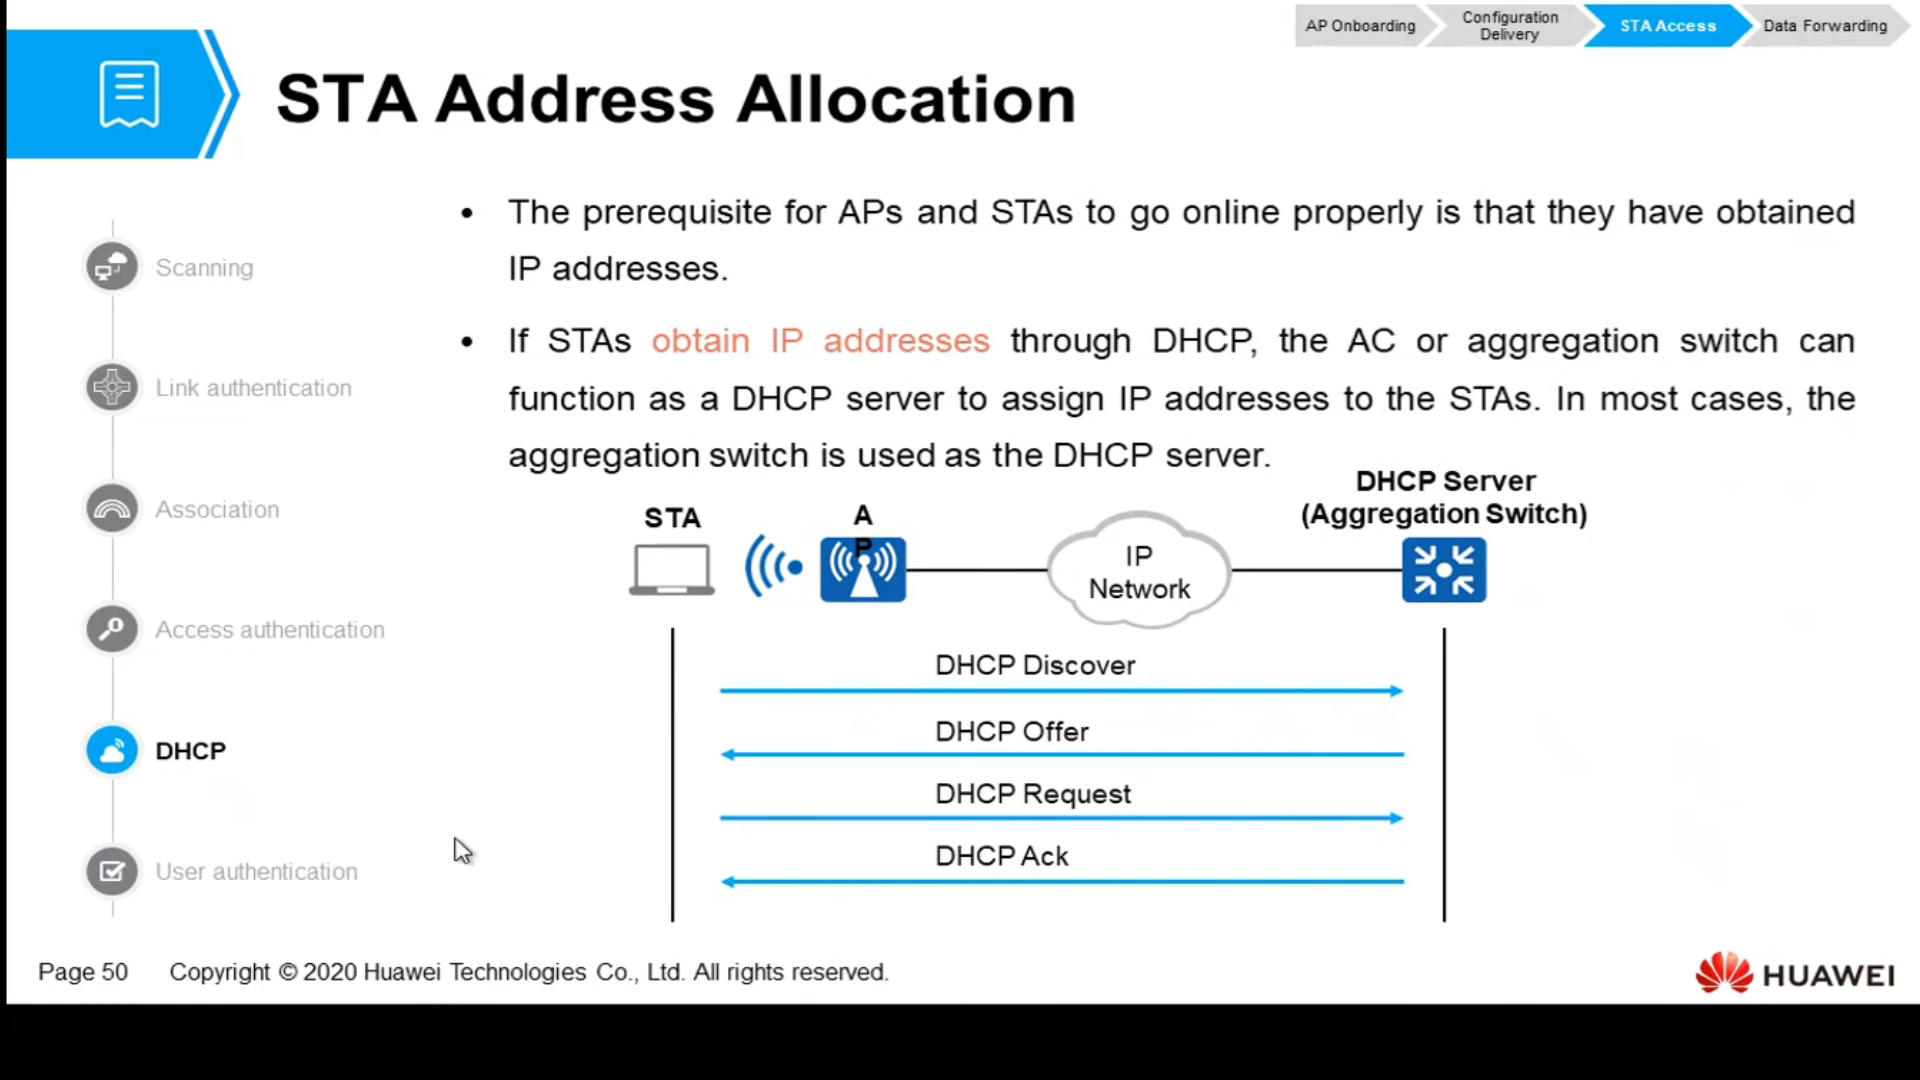 AP Onboarding
Configuration
Delivery
STA Access
Data Forwarding
STA Address Allocation
• The prerequisite for APs and STAs to go online properly is that they have obtained
IP addresses.
• If STAs obtain IP addresses through DHCP, the AC or aggregation switch can
function as a DHCP server to assign IP addresses to the STAs. In most cases, the
aggregation switch is used as the DHCP server.
Scanning
Link authentication
Association
Access authentication
DHCP
User authentication
STA
A
P
IP
Network
DHCP Server
(Aggregation Switch)
DHCP Discover
DHCP Offer
DHCP Request
DHCP Ack
Page 50
Copyright © 2020 Huawei Technologies Co., Ltd. All rights reserved.
HUAWEI